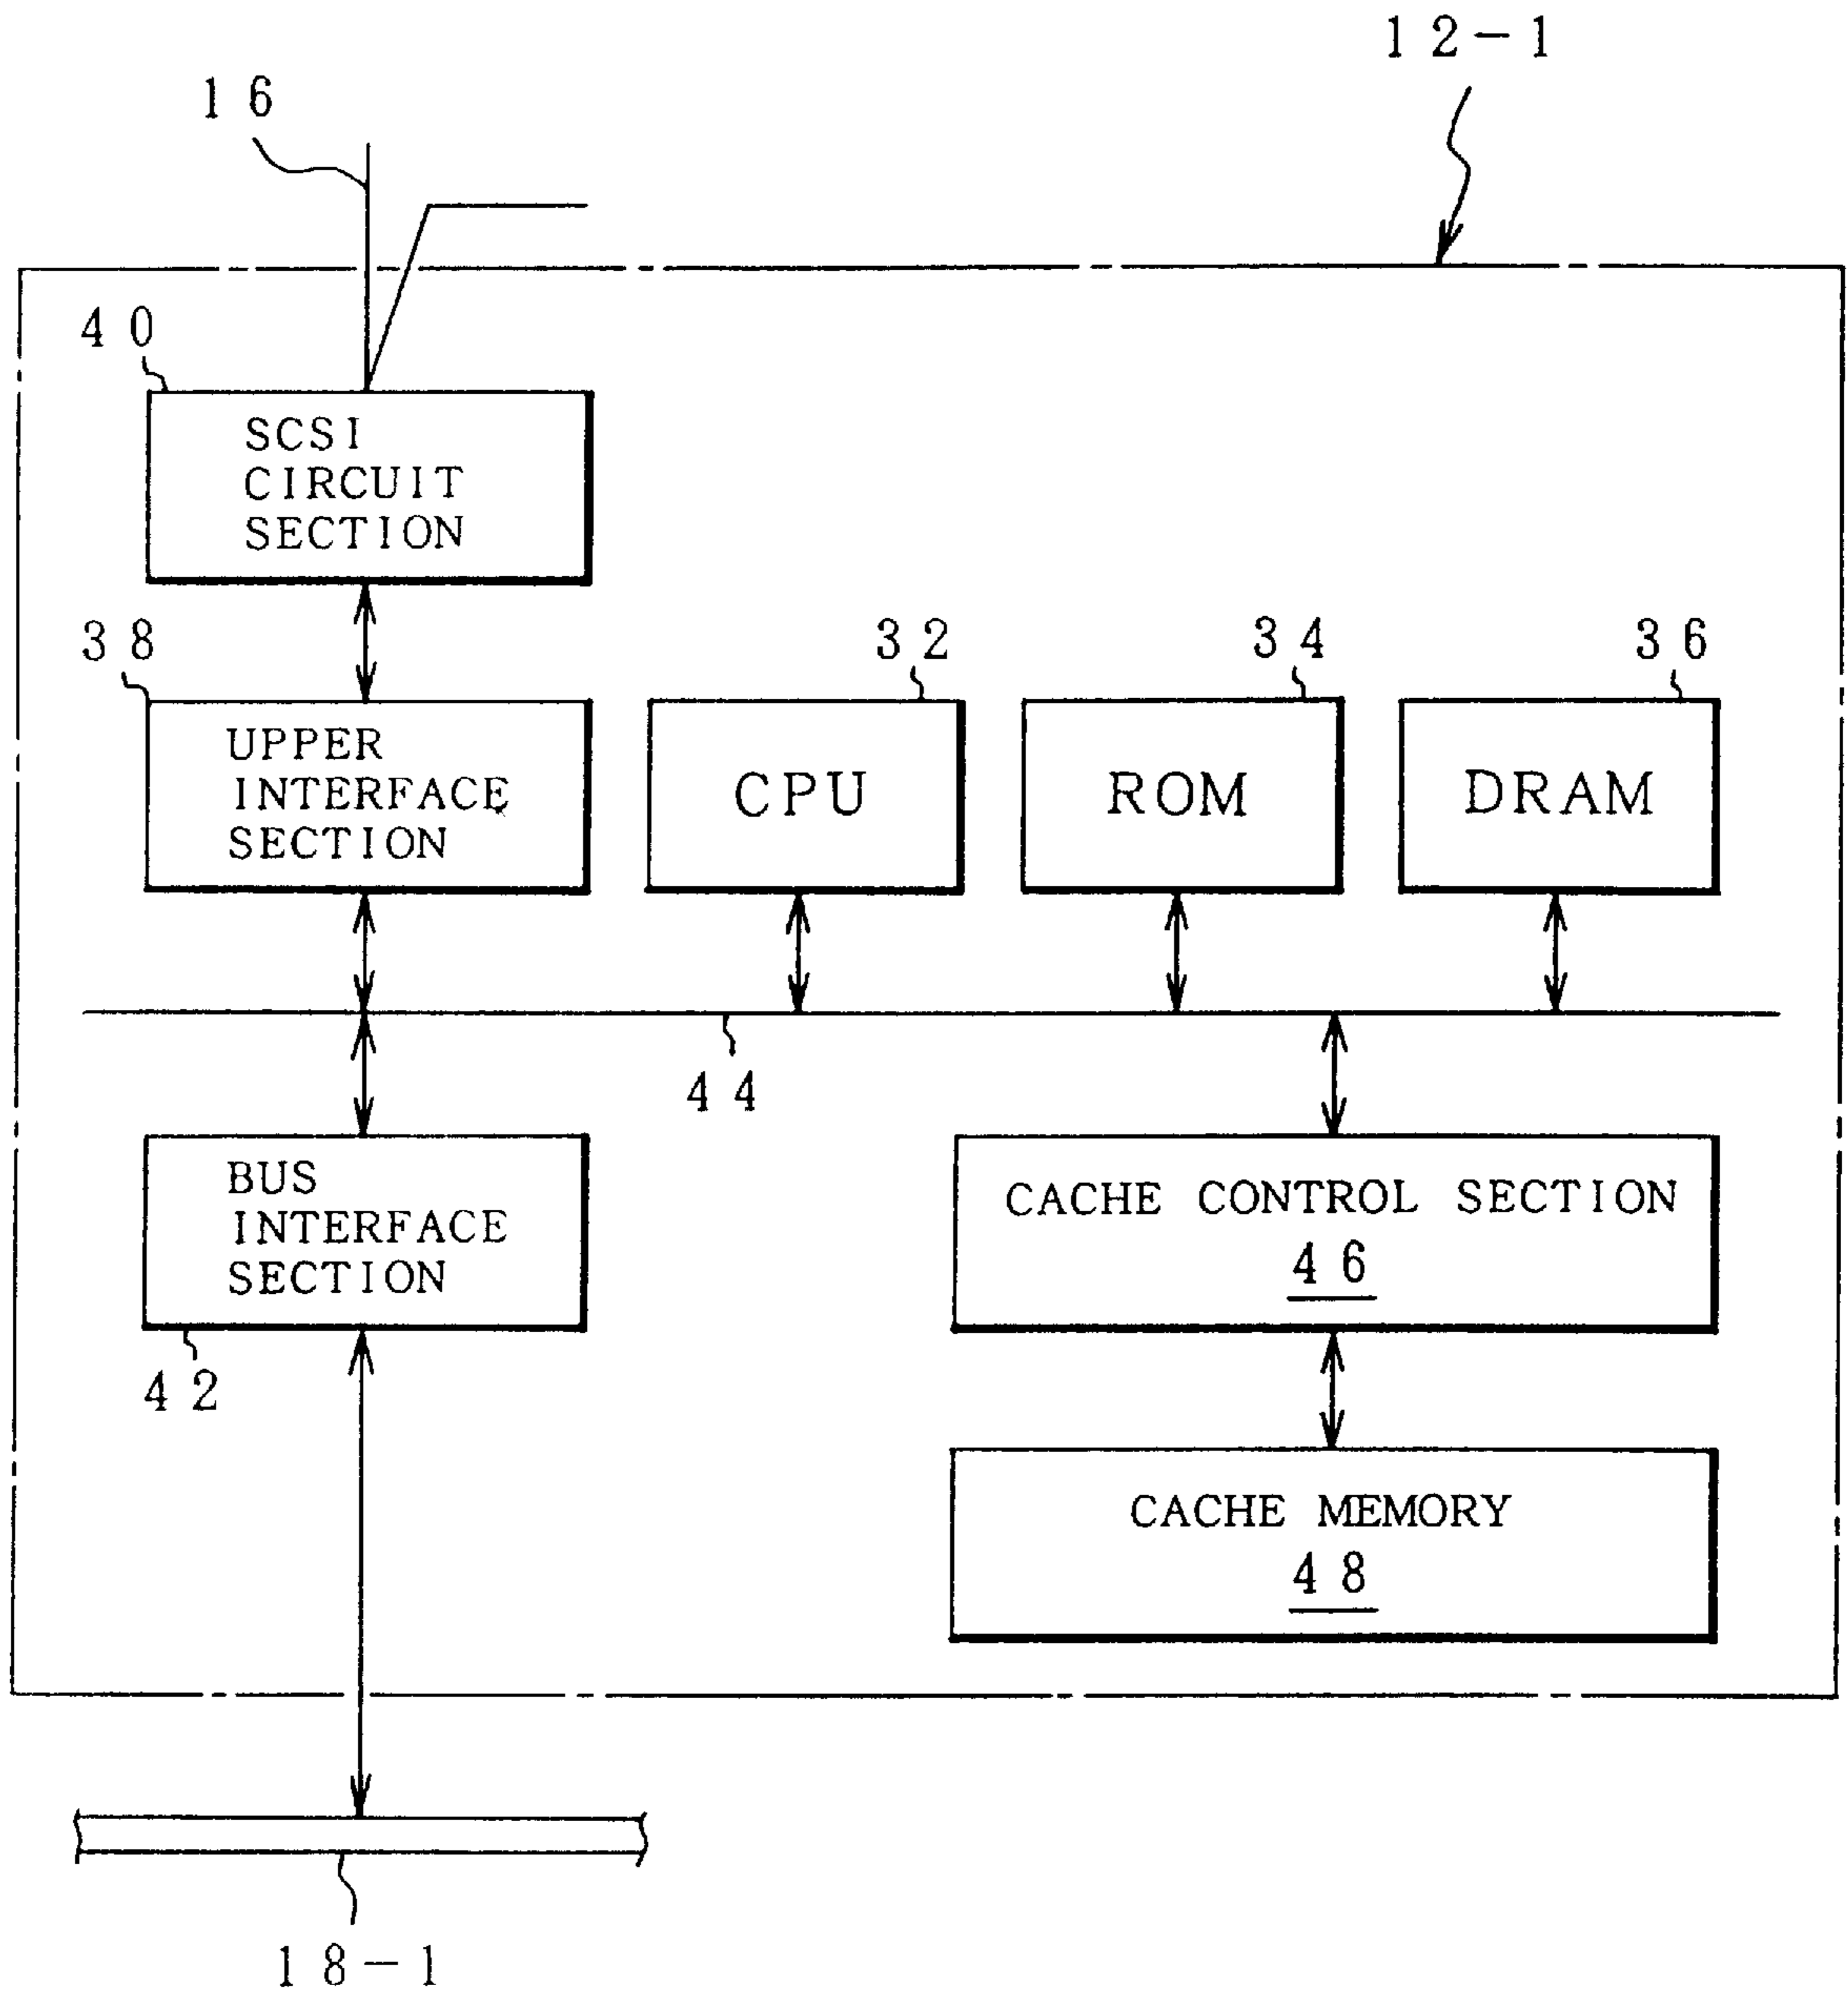 12-1
16
40
SCSI
CIRCUIT
SECTION
38
32
34
36
UPPER
INTERFACE
SECTION
CPU
ROM
DRAM
44
BUS
INTERFACE
SECTION
CACHE CONTROL SECTION
46
42
CACHE MEMORY
48
18-1